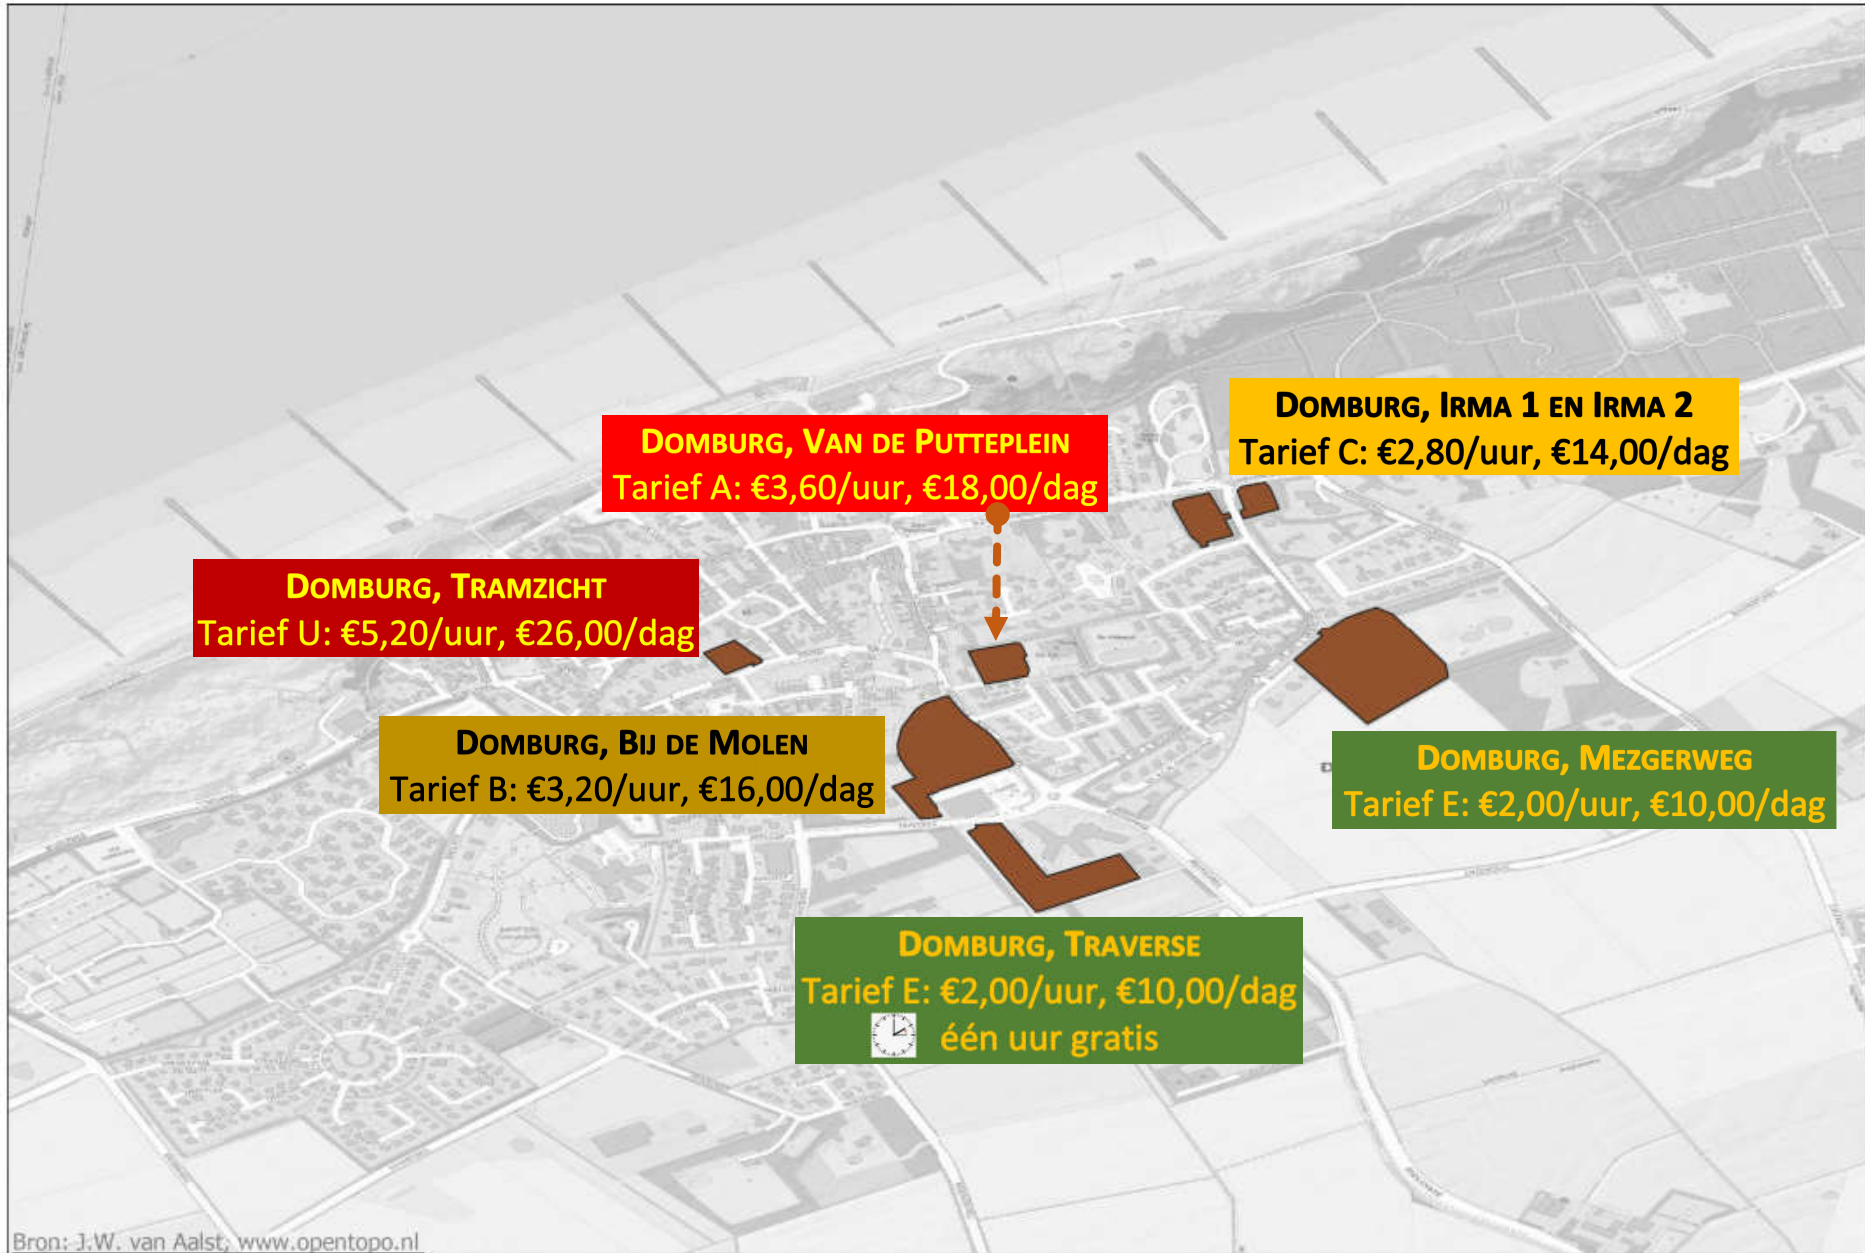 DOMBURG, IRMA 1 EN IRMA 2
Tarief C: €2,80/uur, €14,00/dag
DOMBURG, VAN DE PUTTEPLEIN
Tarief A: €3,60/uur, €18,00/dag
DOMBURG, TRAMZICHT
Tarief U: €5,20/uur, €26,00/dag
DOMBURG, BIJ DE MOLEN
Tarief B: €3,20/uur, €16,00/dag
DOMBURG, MEZGERWEG
Tarief E: €2,00/uur, €10,00/dag
DOMBURG, TRAVERSE
Tarief E: €2,00/uur, €10,00/dag
één uur gratis
Bron: J.W. van Aalst, www.opentopo.nl